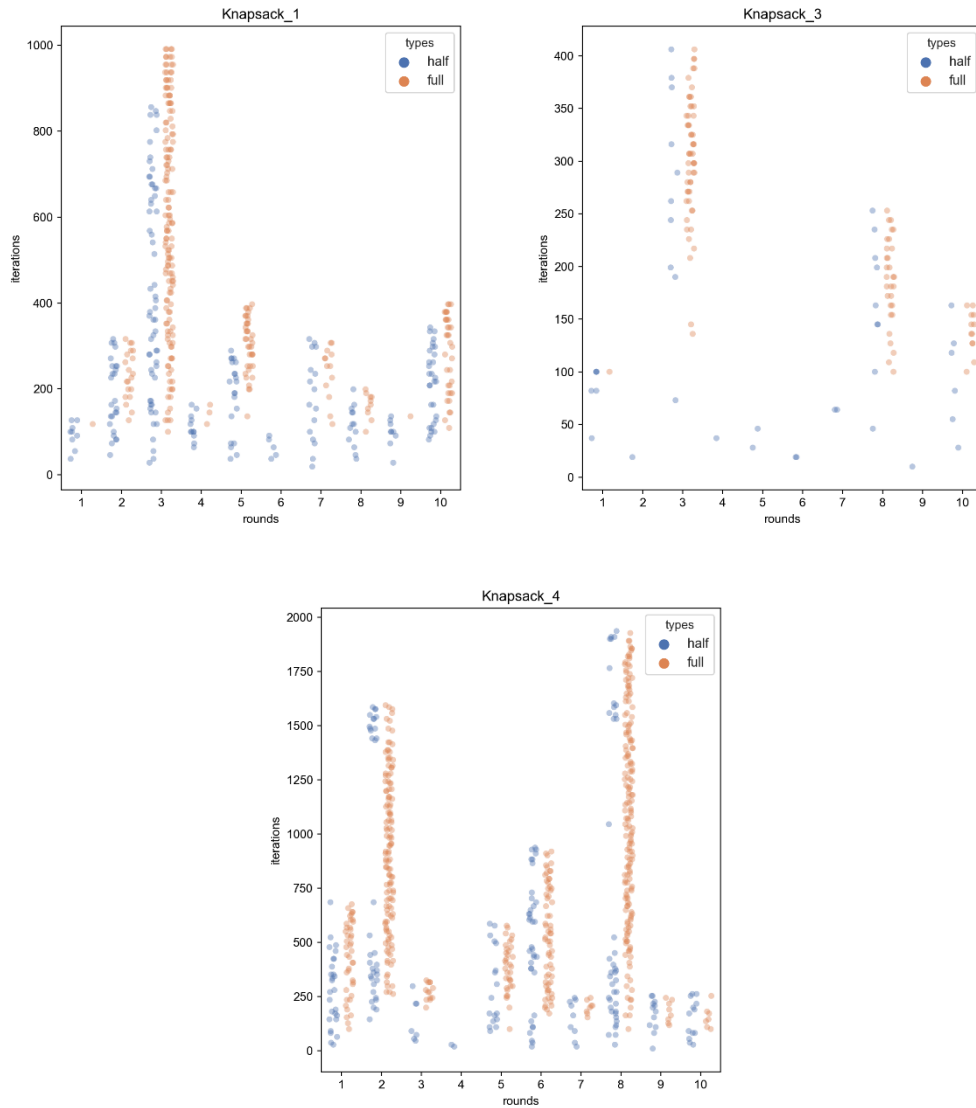 Knapsack_1
types
half
full
1000
800
600
400
200
0
iterations
1 2 3 4 5 6 7 8 9 10
rounds
Knapsack_3
types
half
full
400
350
300
250
200
150
100
50
0
iterations
1 2 3 4 5 6 7 8 9 10
rounds
Knapsack_4
types
half
full
2000
1750
1500
1250
1000
750
500
250
0
iterations
1 2 3 4 5 6 7 8 9 10
rounds